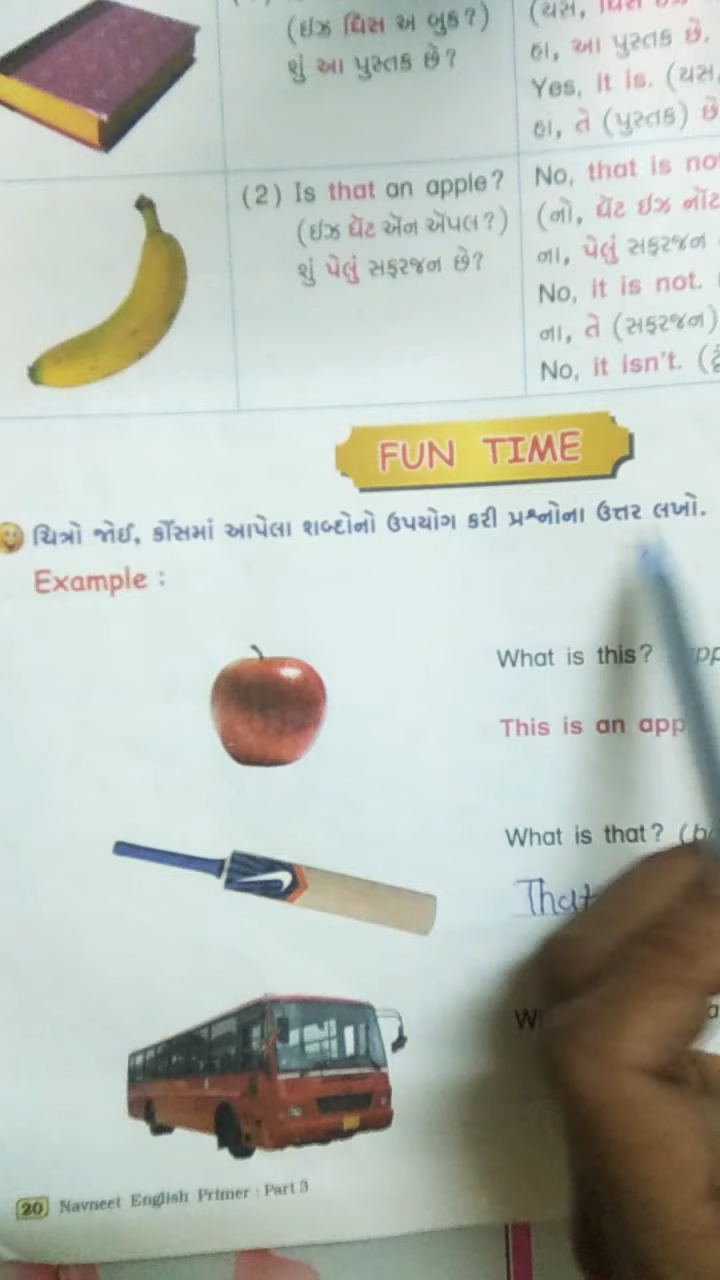 (ઇઝ ધિસ અ બુક?)
શું આ પુસ્તક છે?
(યસ, ધિસ ઇઝ
હા, આ પુસ્તક છે.
Yes, it is. (યસ,
હા, તે (પુસ્તક) છે
(2) Is that an apple?
(ઇઝ ધૅટ ઍન ઍપલ?)
શું પેલું સફરજન છે?
No, that is no
(નો, ધૅટ ઇઝ નૉટ
ના, પેલું સફરજન
No, it is not.
ના, તે (સફરજન)
No, it isn't.
FUN TIME
ચિત્રો જોઈ, કૌંસમાં આપેલા શબ્દોનો ઉપયોગ કરી પ્રશ્નોના ઉત્તર લખો.
Example :
What is this?
This is an app
What is that? (ba
That
20 Navneet English Primer : Part 3